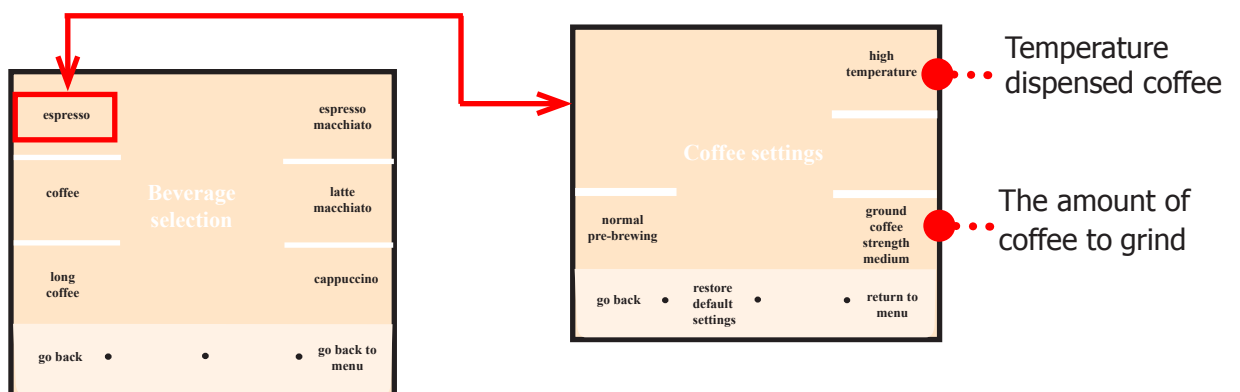 espresso
espresso
macchiato
coffee
Beverage
selection
latte
macchiato
long
coffee
cappuccino
go back
go back to
menu
high
temperature
Coffee settings
normal
pre-brewing
ground
coffee
strength
medium
go back
restore
default
settings
return to
menu
Temperature
dispensed coffee
The amount of
coffee to grind